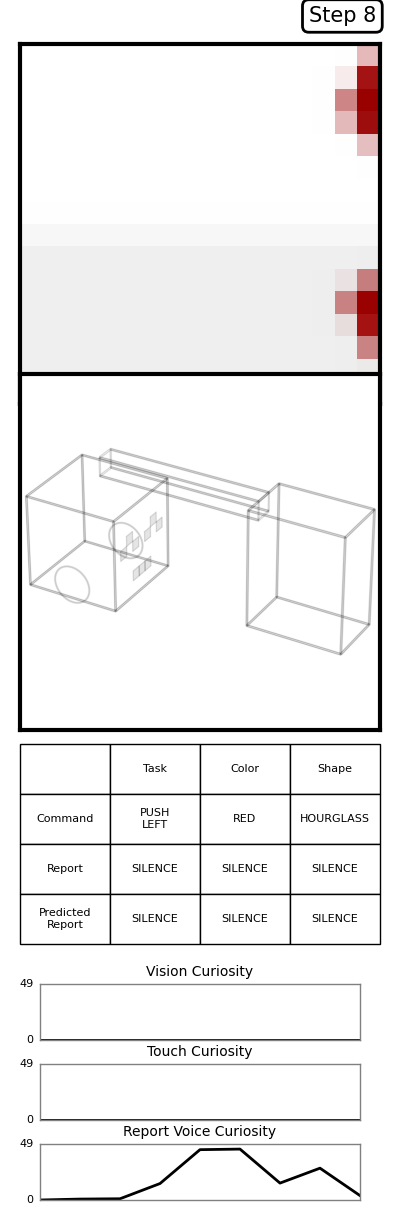 Step 8
Task Color Shape
Command PUSH LEFT RED HOURGLASS
Report SILENCE SILENCE SILENCE
Predicted Report SILENCE SILENCE SILENCE
Vision Curiosity
49
0
Touch Curiosity
49
0
Report Voice Curiosity
49
0